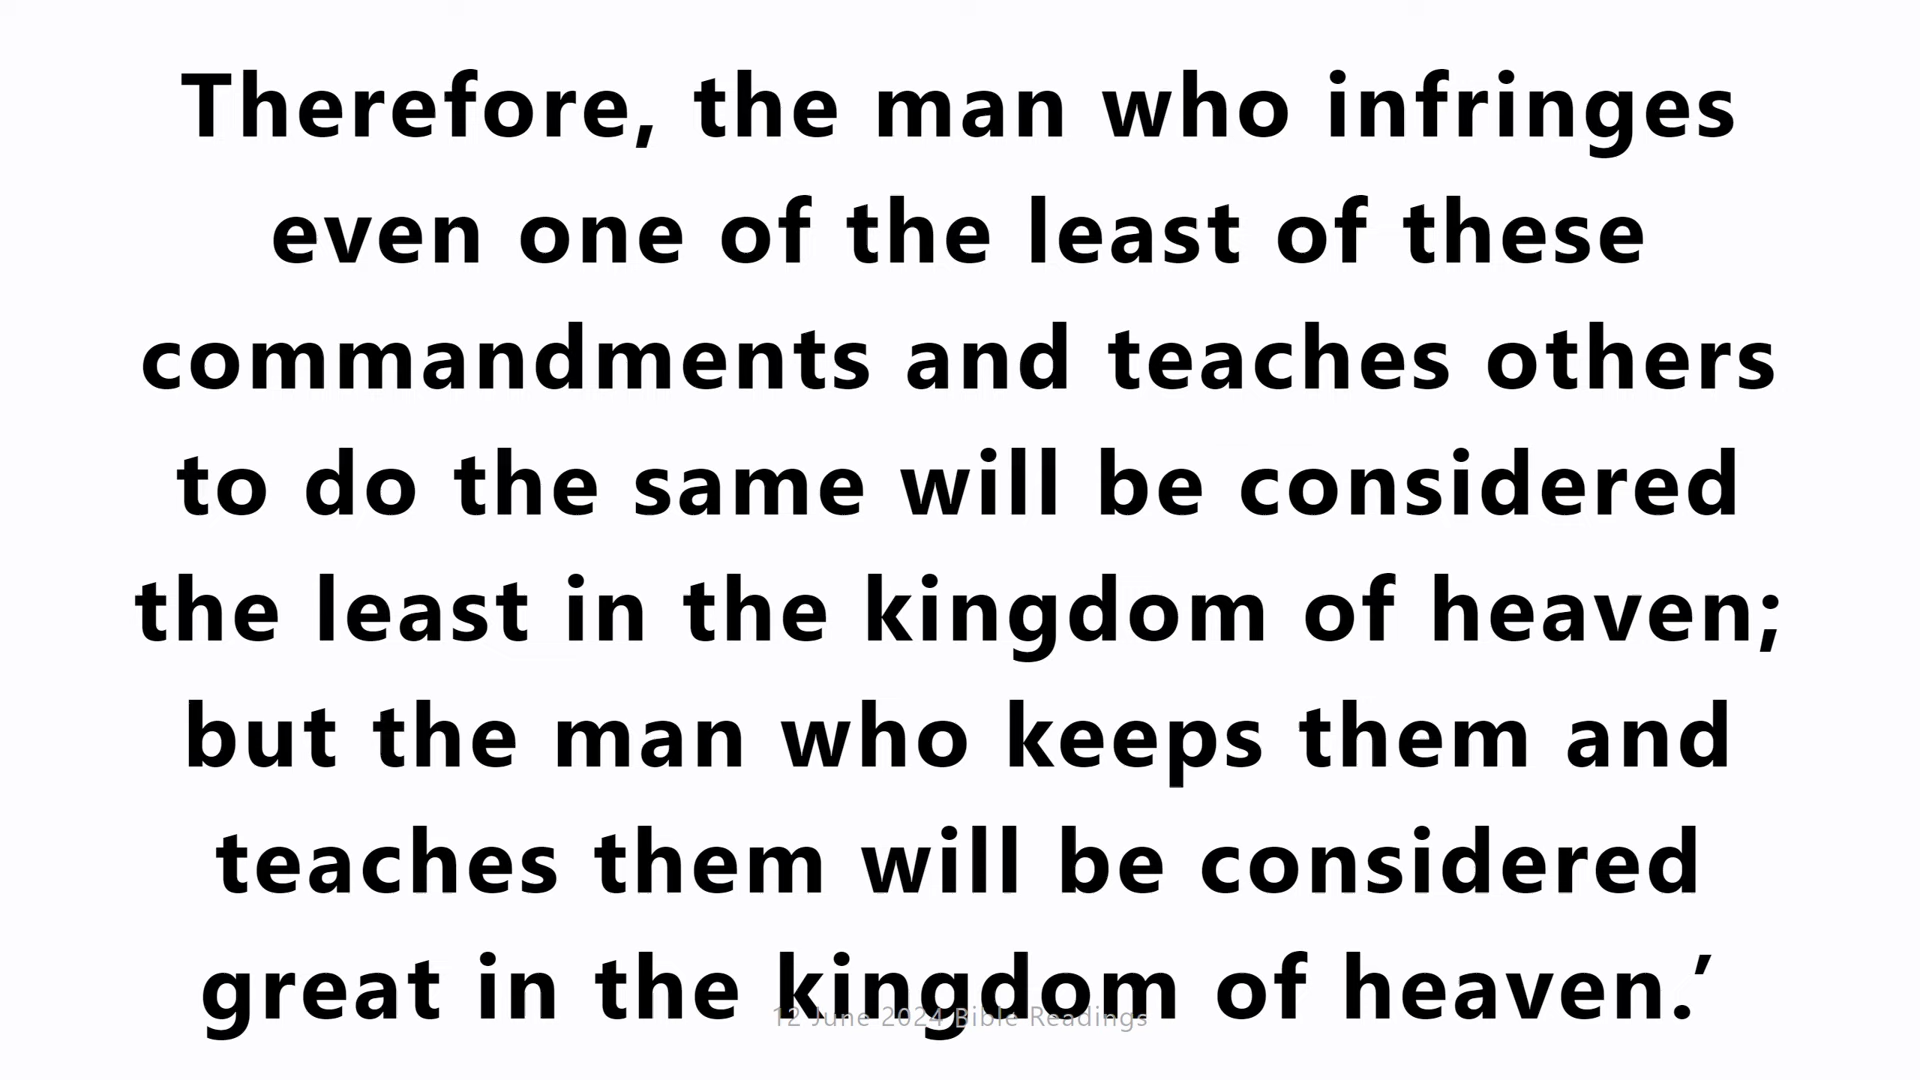 Therefore, the man who infringes
even one of the least of these
commandments and teaches others
to do the same will be considered
the least in the kingdom of heaven;
but the man who keeps them and
teaches them will be considered
great in the kingdom of heaven.’
12 June 2024 Bible Readings